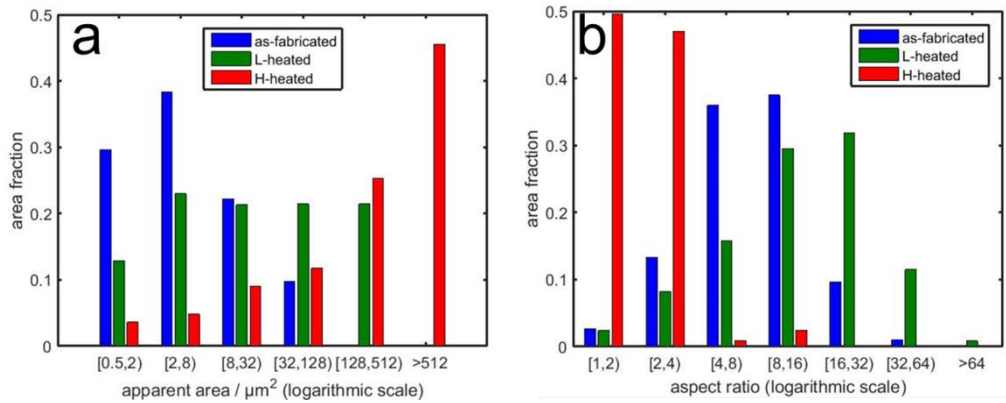 a
as-fabricated
L-heated
H-heated
area fraction
0.5
0.4
0.3
0.2
0.1
0
[0.5,2) [2,8) [8,32) [32,128) [128,512) >512
apparent area / μm² (logarithmic scale)
b
as-fabricated
L-heated
H-heated
area fraction
0.5
0.4
0.3
0.2
0.1
0
[1,2) [2,4) [4,8) [8,16) [16,32) [32,64) >64
aspect ratio (logarithmic scale)